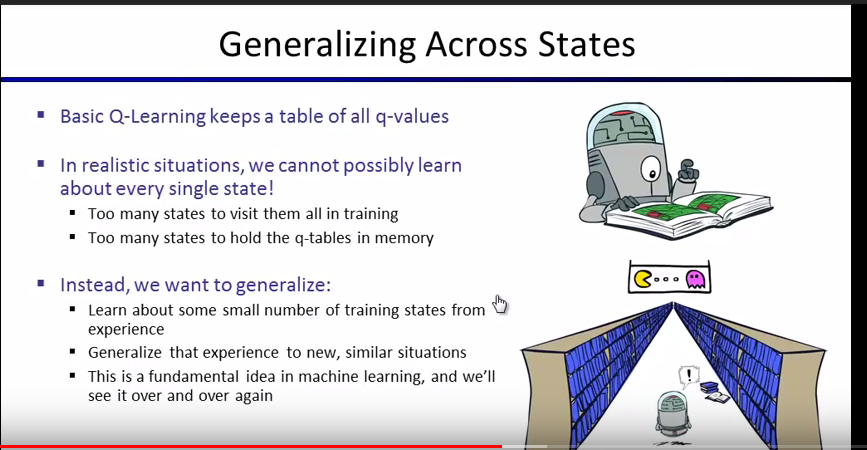 Generalizing Across States
Basic Q-Learning keeps a table of all q-values
In realistic situations, we cannot possibly learn
about every single state!
Too many states to visit them all in training
Too many states to hold the q-tables in memory
Instead, we want to generalize:
Learn about some small number of training states from
experience
Generalize that experience to new, similar situations
This is a fundamental idea in machine learning, and we'll
see it over and over again
!